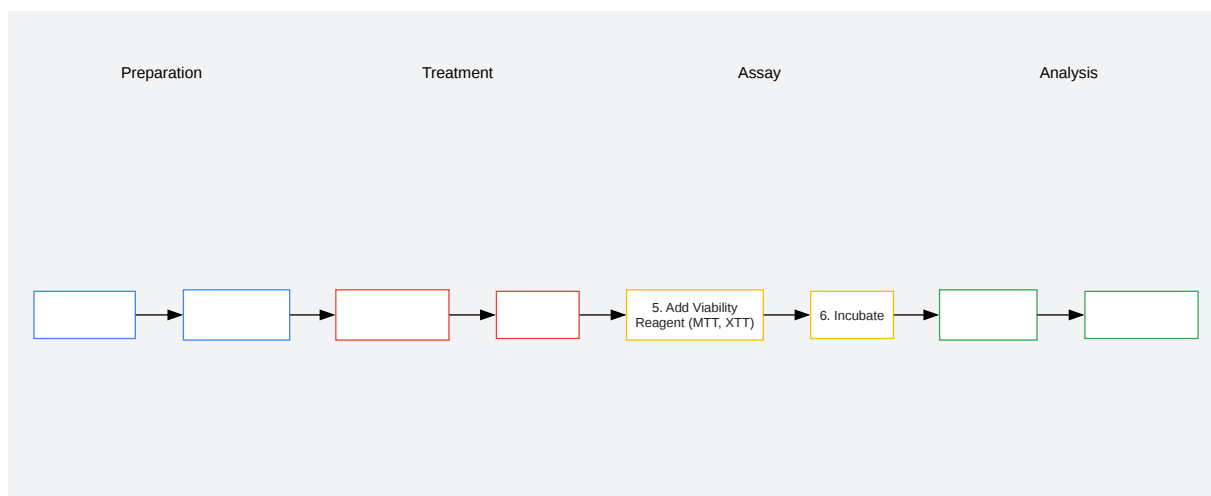 Preparation
Treatment
Assay
Analysis
5. Add Viability
Reagent (MTT, XTT)
6. Incubate